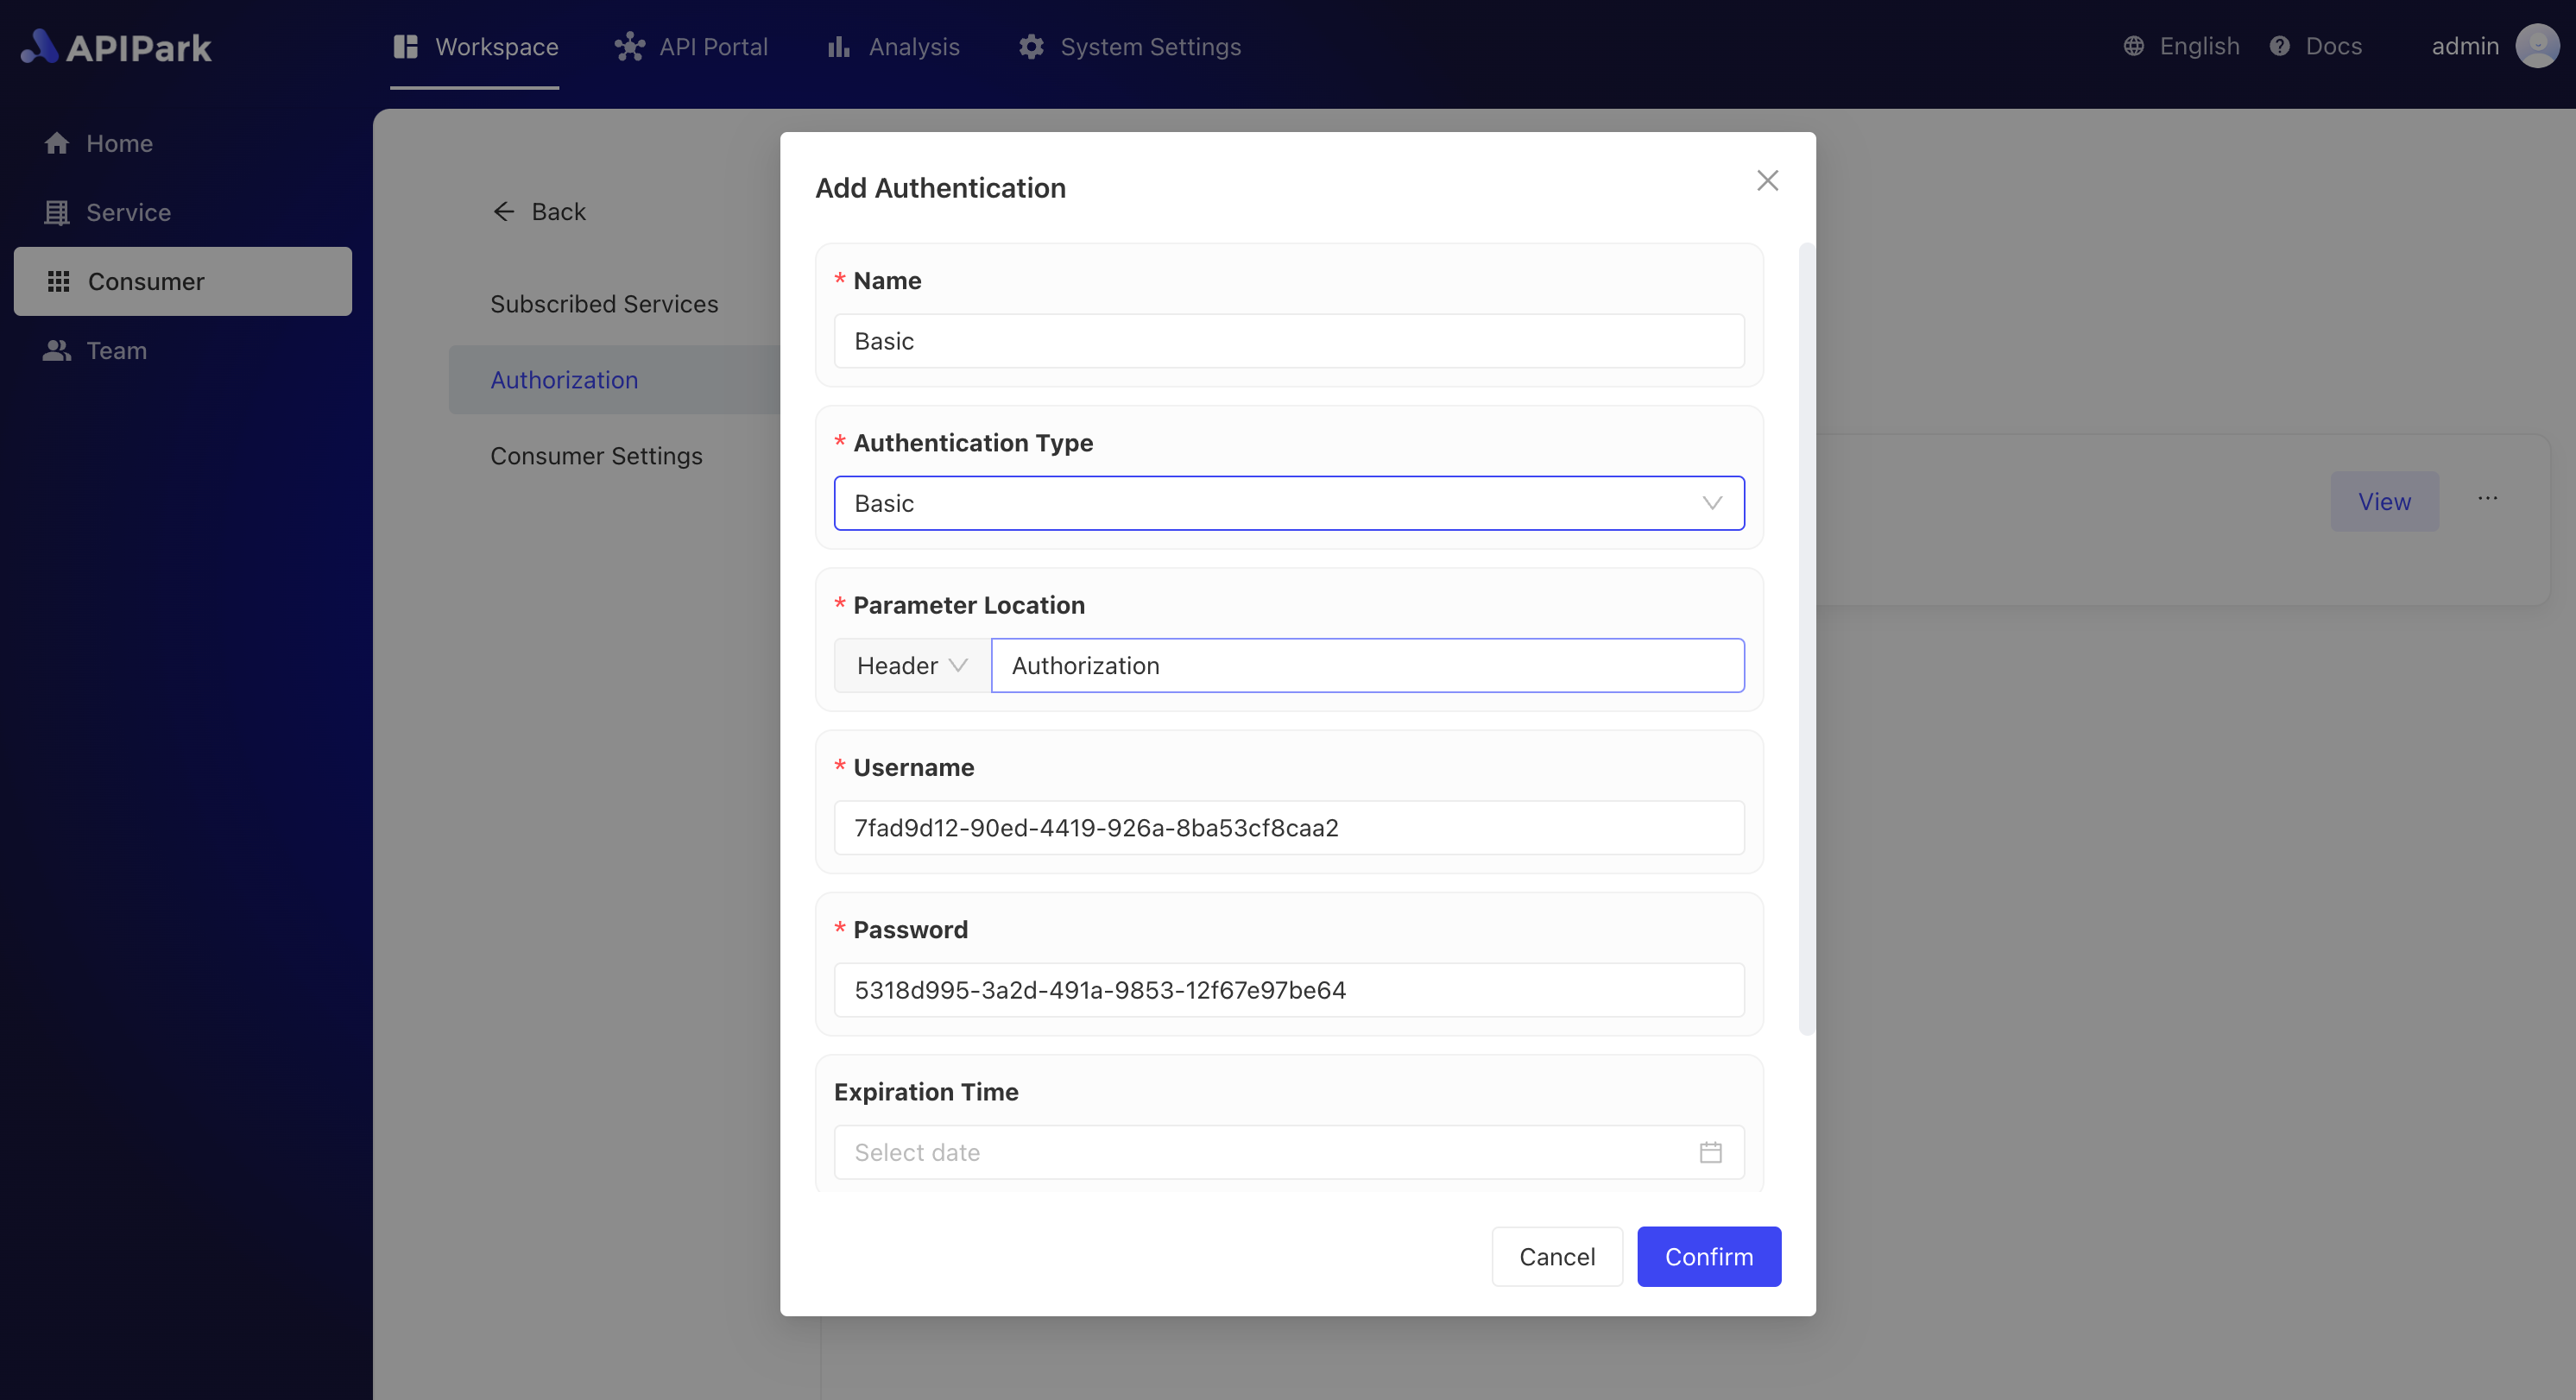 APIPark
Workspace
API Portal
Analysis
System Settings
English
Docs
admin
Home
Service
Consumer
Team
Back
Subscribed Services
Authorization
Consumer Settings
View
...
Add Authentication
* Name
Basic
* Authentication Type
Basic
* Parameter Location
Header
Authorization
* Username
7fad9d12-90ed-4419-926a-8ba53cf8caa2
* Password
5318d995-3a2d-491a-9853-12f67e97be64
Expiration Time
Select date
Cancel
Confirm